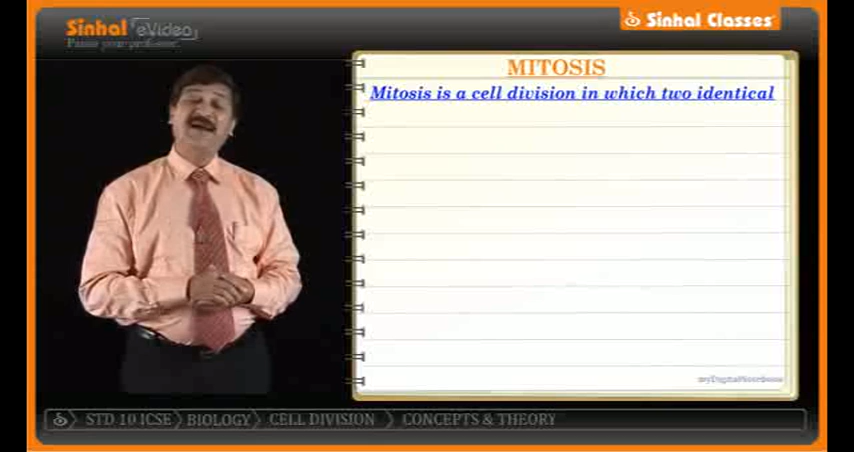 Sinhal eVideo
Sinhal Classes
MITOSIS
Mitosis is a cell division in which two identical
STD 10 ICSE BIOLOGY CELL DIVISION CONCEPTS & THEORY